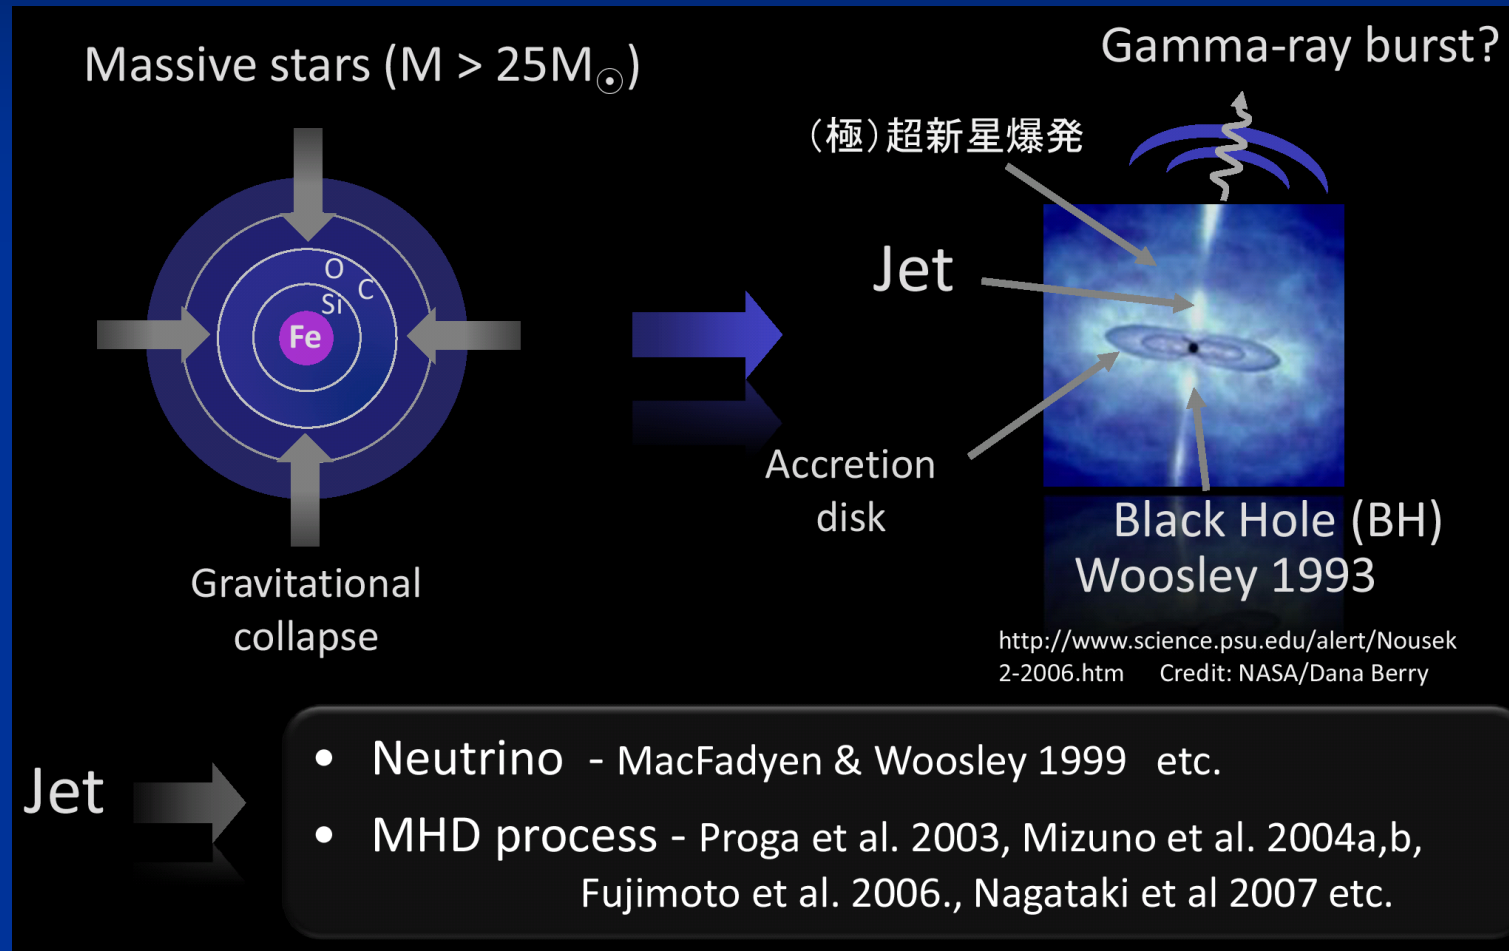 Massive stars (M > 25M☉)
O
C
Si
Fe
Gravitational
collapse
Gamma-ray burst?
（極）超新星爆発
Jet
Accretion
disk
Black Hole (BH)
Woosley 1993
http://www.science.psu.edu/alert/Nousek
2-2006.htm Credit: NASA/Dana Berry
Jet
• Neutrino - MacFadyen & Woosley 1999 etc.
• MHD process - Proga et al. 2003, Mizuno et al. 2004a,b,
Fujimoto et al. 2006., Nagataki et al 2007 etc.